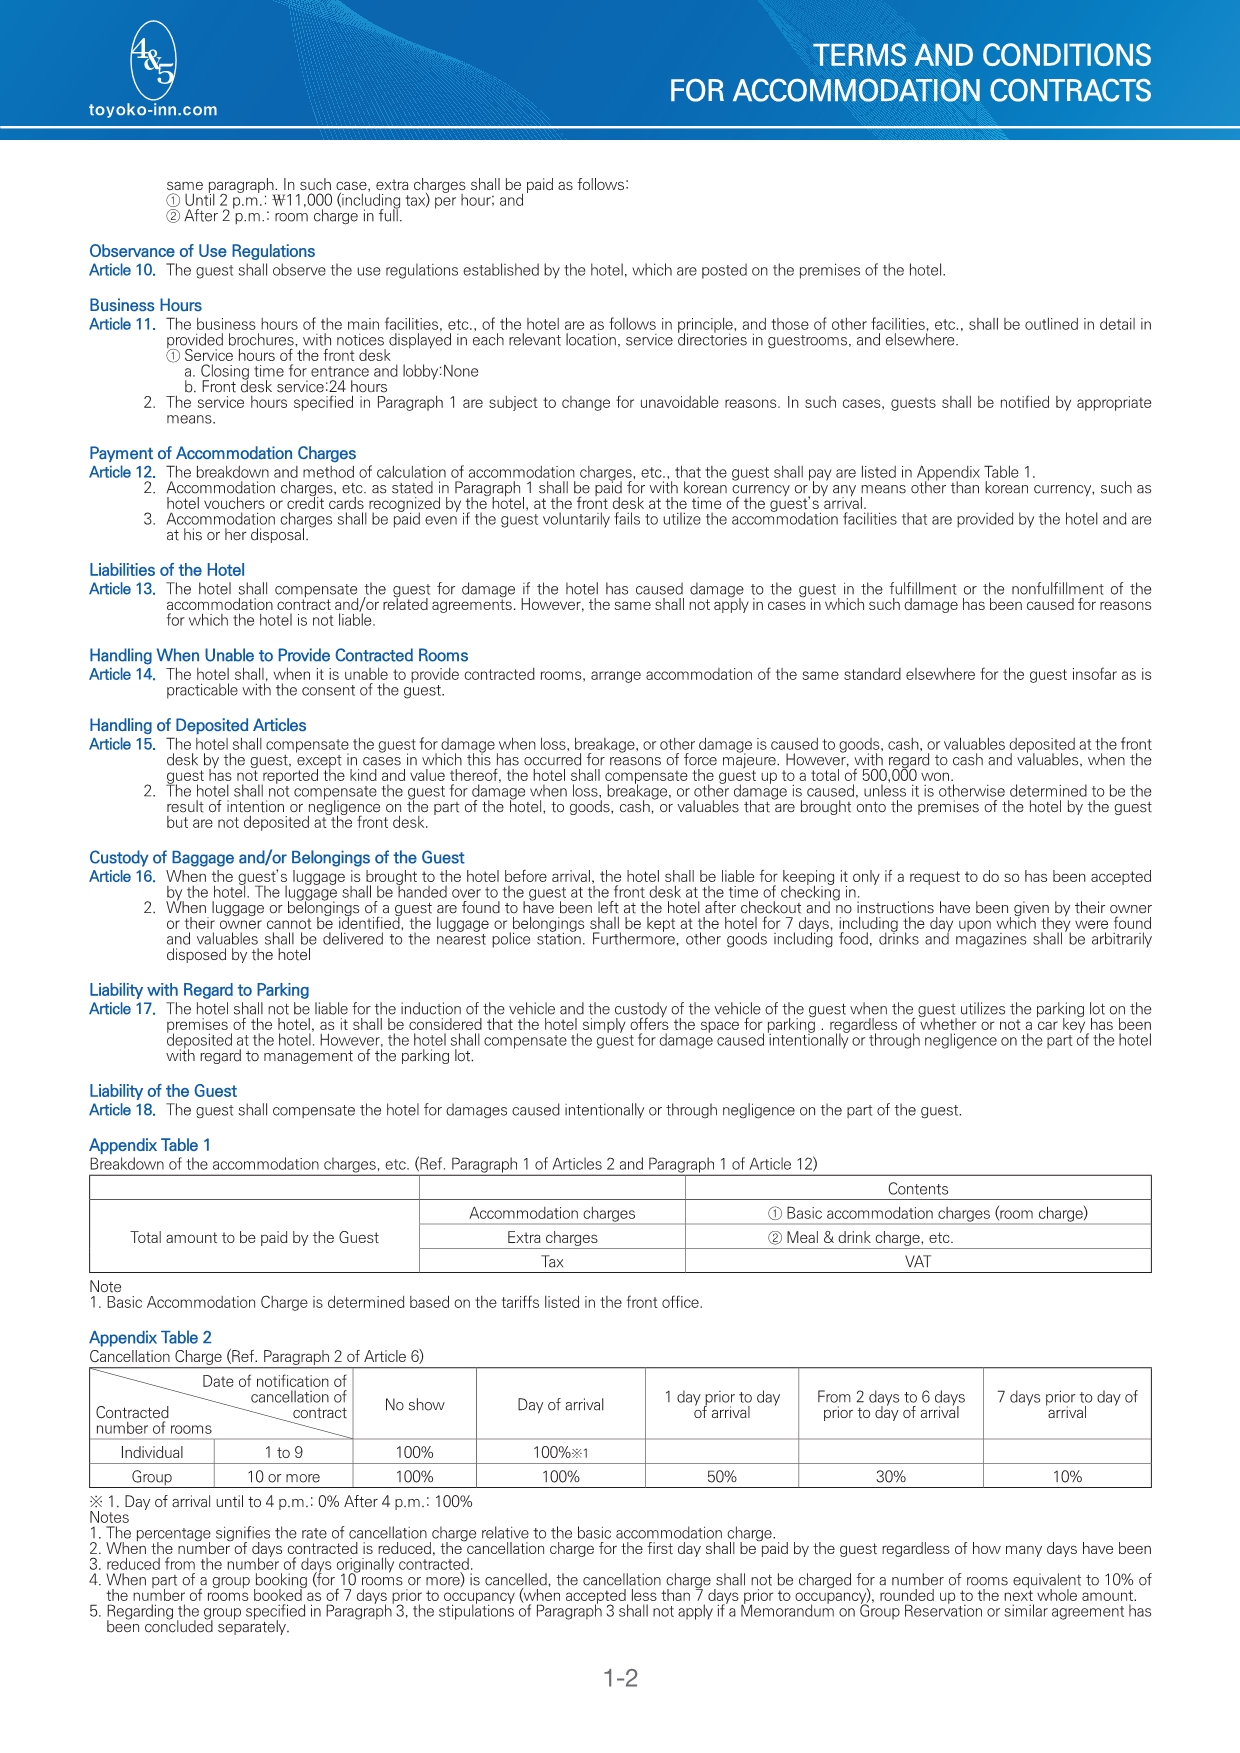 4&5
toyoko-inn.com
TERMS AND CONDITIONS
FOR ACCOMMODATION CONTRACTS
same paragraph. In such case, extra charges shall be paid as follows:
① Until 2 p.m.: ₩11,000 (including tax) per hour; and
② After 2 p.m.: room charge in full.
Observance of Use Regulations
Article 10. The guest shall observe the use regulations established by the hotel, which are posted on the premises of the hotel.
Business Hours
Article 11. The business hours of the main facilities, etc., of the hotel are as follows in principle, and those of other facilities, etc., shall be outlined in detail in
provided brochures, with notices displayed in each relevant location, service directories in guestrooms, and elsewhere.
① Service hours of the front desk
a. Closing time for entrance and lobby:None
b. Front desk service:24 hours
2. The service hours specified in Paragraph 1 are subject to change for unavoidable reasons. In such cases, guests shall be notified by appropriate
means.
Payment of Accommodation Charges
Article 12. The breakdown and method of calculation of accommodation charges, etc., that the guest shall pay are listed in Appendix Table 1.
2. Accommodation charges, etc. as stated in Paragraph 1 shall be paid for with korean currency or by any means other than korean currency, such as
hotel vouchers or credit cards recognized by the hotel, at the front desk at the time of the guest's arrival.
3. Accommodation charges shall be paid even if the guest voluntarily fails to utilize the accommodation facilities that are provided by the hotel and are
at his or her disposal.
Liabilities of the Hotel
Article 13. The hotel shall compensate the guest for damage if the hotel has caused damage to the guest in the fulfillment or the nonfulfillment of the
accommodation contract and/or related agreements. However, the same shall not apply in cases in which such damage has been caused for reasons
for which the hotel is not liable.
Handling When Unable to Provide Contracted Rooms
Article 14. The hotel shall, when it is unable to provide contracted rooms, arrange accommodation of the same standard elsewhere for the guest insofar as is
practicable with the consent of the guest.
Handling of Deposited Articles
Article 15. The hotel shall compensate the guest for damage when loss, breakage, or other damage is caused to goods, cash, or valuables deposited at the front
desk by the guest, except in cases in which this has occurred for reasons of force majeure. However, with regard to cash and valuables, when the
guest has not reported the kind and value thereof, the hotel shall compensate the guest up to a total of 500,000 won.
2. The hotel shall not compensate the guest for damage when loss, breakage, or other damage is caused, unless it is otherwise determined to be the
result of intention or negligence on the part of the hotel, to goods, cash, or valuables that are brought onto the premises of the hotel by the guest
but are not deposited at the front desk.
Custody of Baggage and/or Belongings of the Guest
Article 16. When the guest's luggage is brought to the hotel before arrival, the hotel shall be liable for keeping it only if a request to do so has been accepted
by the hotel. The luggage shall be handed over to the guest at the front desk at the time of checking in.
2. When luggage or belongings of a guest are found to have been left at the hotel after checkout and no instructions have been given by their owner
or their owner cannot be identified, the luggage or belongings shall be kept at the hotel for 7 days, including the day upon which they were found
and valuables shall be delivered to the nearest police station. Furthermore, other goods including food, drinks and magazines shall be arbitrarily
disposed by the hotel
Liability with Regard to Parking
Article 17. The hotel shall not be liable for the induction of the vehicle and the custody of the vehicle of the guest when the guest utilizes the parking lot on the
premises of the hotel, as it shall be considered that the hotel simply offers the space for parking . regardless of whether or not a car key has been
deposited at the hotel. However, the hotel shall compensate the guest for damage caused intentionally or through negligence on the part of the hotel
with regard to management of the parking lot.
Liability of the Guest
Article 18. The guest shall compensate the hotel for damages caused intentionally or through negligence on the part of the guest.
Appendix Table 1
Breakdown of the accommodation charges, etc. (Ref. Paragraph 1 of Articles 2 and Paragraph 1 of Article 12)
Contents
Accommodation charges ① Basic accommodation charges (room charge)
Total amount to be paid by the Guest Extra charges ② Meal & drink charge, etc.
Tax VAT
Note
1. Basic Accommodation Charge is determined based on the tariffs listed in the front office.
Appendix Table 2
Cancellation Charge (Ref. Paragraph 2 of Article 6)
Date of notification of
cancellation of
contract
Contracted
number of rooms
No show
Day of arrival
1 day prior to day
of arrival
From 2 days to 6 days
prior to day of arrival
7 days prior to day of
arrival
Individual 1 to 9 100% 100%※1
Group 10 or more 100% 100% 50% 30% 10%
※ 1. Day of arrival until to 4 p.m.: 0% After 4 p.m.: 100%
Notes
1. The percentage signifies the rate of cancellation charge relative to the basic accommodation charge.
2. When the number of days contracted is reduced, the cancellation charge for the first day shall be paid by the guest regardless of how many days have been
3. reduced from the number of days originally contracted.
4. When part of a group booking (for 10 rooms or more) is cancelled, the cancellation charge shall not be charged for a number of rooms equivalent to 10% of
the number of rooms booked as of 7 days prior to occupancy (when accepted less than 7 days prior to occupancy), rounded up to the next whole amount.
5. Regarding the group specified in Paragraph 3, the stipulations of Paragraph 3 shall not apply if a Memorandum on Group Reservation or similar agreement has
been concluded separately.
1-2